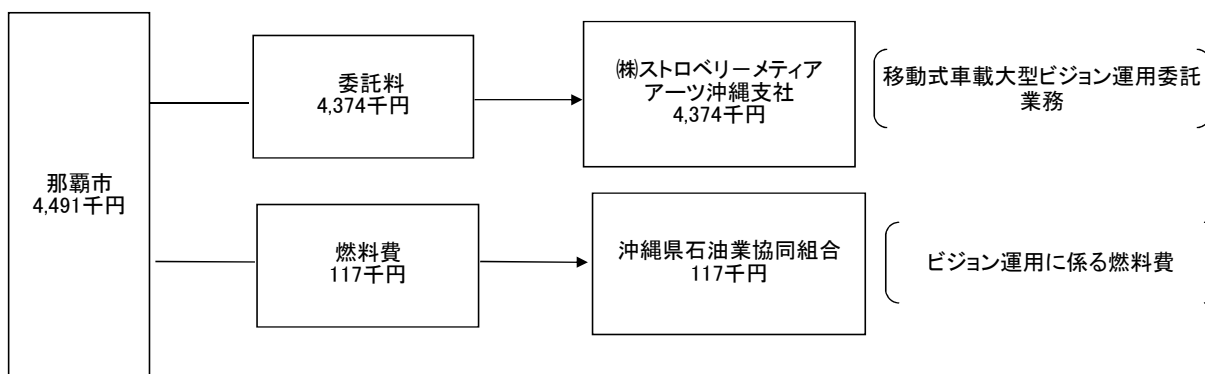 那覇市
4,491千円
委託料
4,374千円
㈱ストロベリーメティア
アーツ沖縄支社
4,374千円
移動式車載大型ビジョン運用委託
業務
燃料費
117千円
沖縄県石油業協同組合
117千円
ビジョン運用に係る燃料費